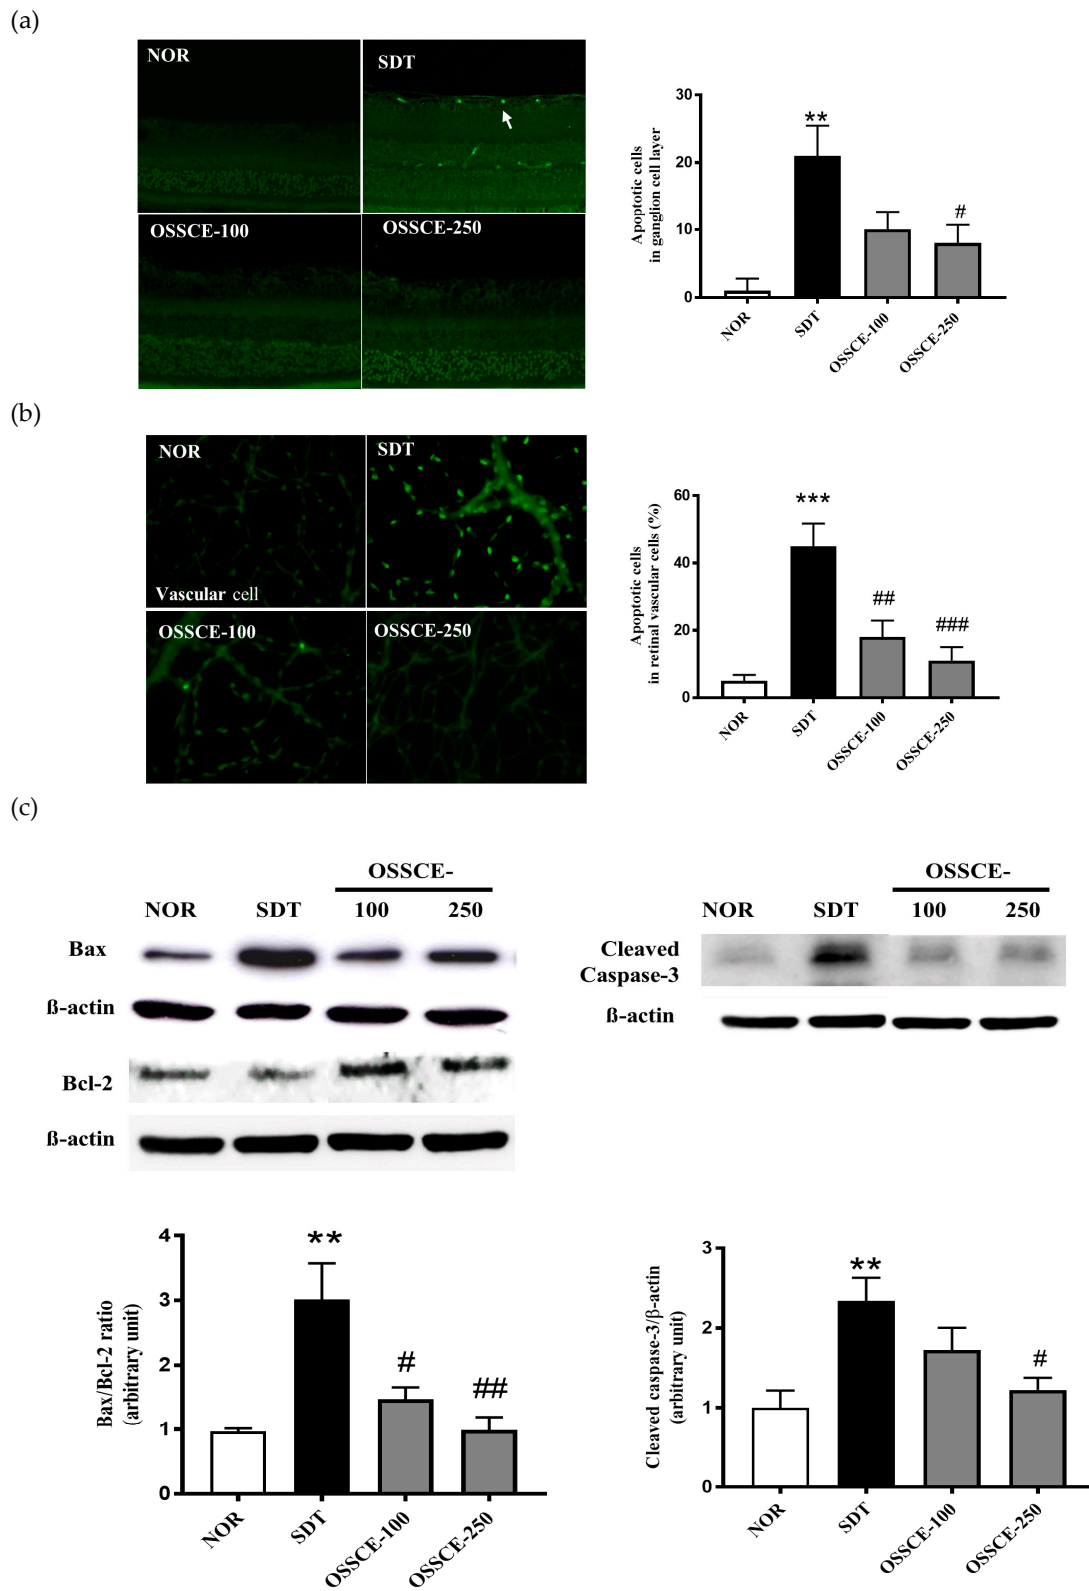 (a)
NOR
SDT
OSSCE-100
OSSCE-250
Apoptotic cells
in ganglion cell layer
30
20
10
0
**
#
NOR
SDT
OSSCE-100
OSSCE-250
(b)
NOR
SDT
Vascular cell
OSSCE-100
OSSCE-250
Apoptotic cells
in retinal vascular cells (%)
60
40
20
0
***
##
###
NOR
SDT
OSSCE-100
OSSCE-250
(c)
OSSCE-
NOR SDT 100 250
Bax
ß-actin
Bcl-2
ß-actin
OSSCE-
NOR SDT 100 250
Cleaved
Caspase-3
ß-actin
Bax/Bcl-2 ratio
(arbitrary unit)
4
3
2
1
0
**
#
##
NOR
SDT
OSSCE-100
OSSCE-250
Cleaved caspase-3/β-actin
(arbitrary unit)
3
2
1
0
**
#
NOR
SDT
OSSCE-100
OSSCE-250